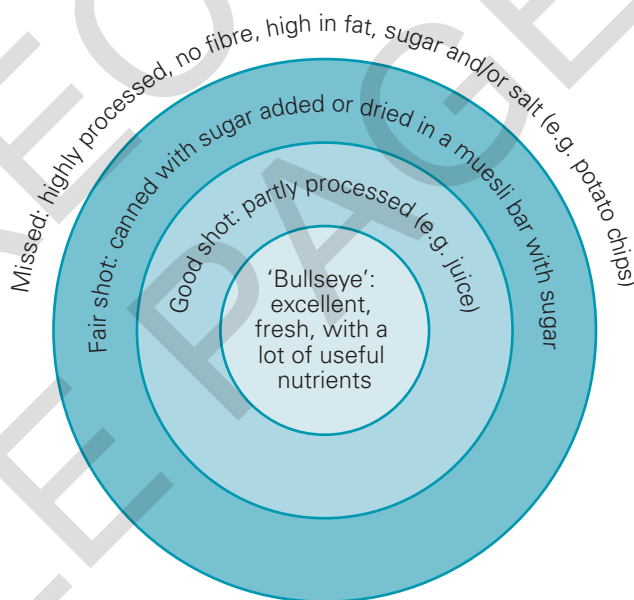 Missed: highly processed, no fibre, high in fat, sugar and/or salt (e.g. potato chips)
Fair shot: canned with sugar added or dried in a muesli bar with sugar
Good shot: partly processed (e.g. juice)
'Bullseye':
excellent,
fresh, with a
lot of useful
nutrients